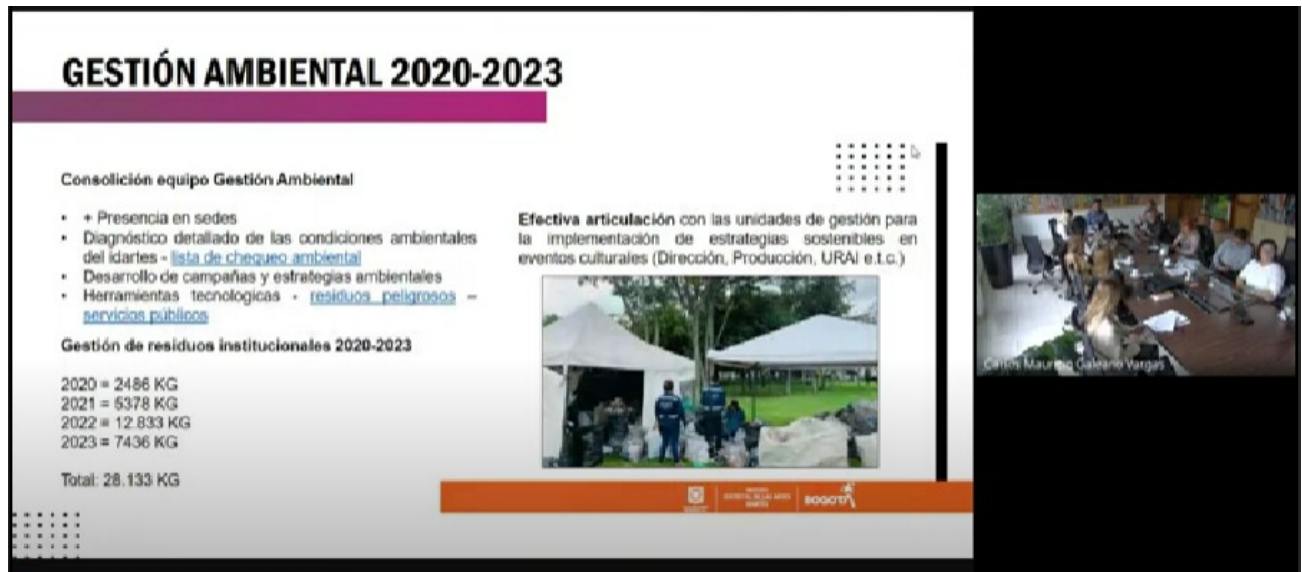 GESTIÓN AMBIENTAL 2020-2023
Consolición equipo Gestión Ambiental
• + Presencia en sedes
• Diagnóstico detallado de las condiciones ambientales
del idartes - lista de chequeo ambiental
• Desarrollo de campañas y estrategias ambientales
• Herramientas tecnologicas - residuos peligrosos –
servicios públicos
Gestión de residuos institucionales 2020-2023
2020 = 2486 KG
2021 = 5378 KG
2022 = 12.833 KG
2023 = 7436 KG
Total: 28.133 KG
Efectiva articulación con las unidades de gestión para
la implementación de estrategias sostenibles en
eventos culturales (Dirección, Producción, URAI e.t.c.)
BOGOTÁ
Carlos Mauricio Galeano Vargas